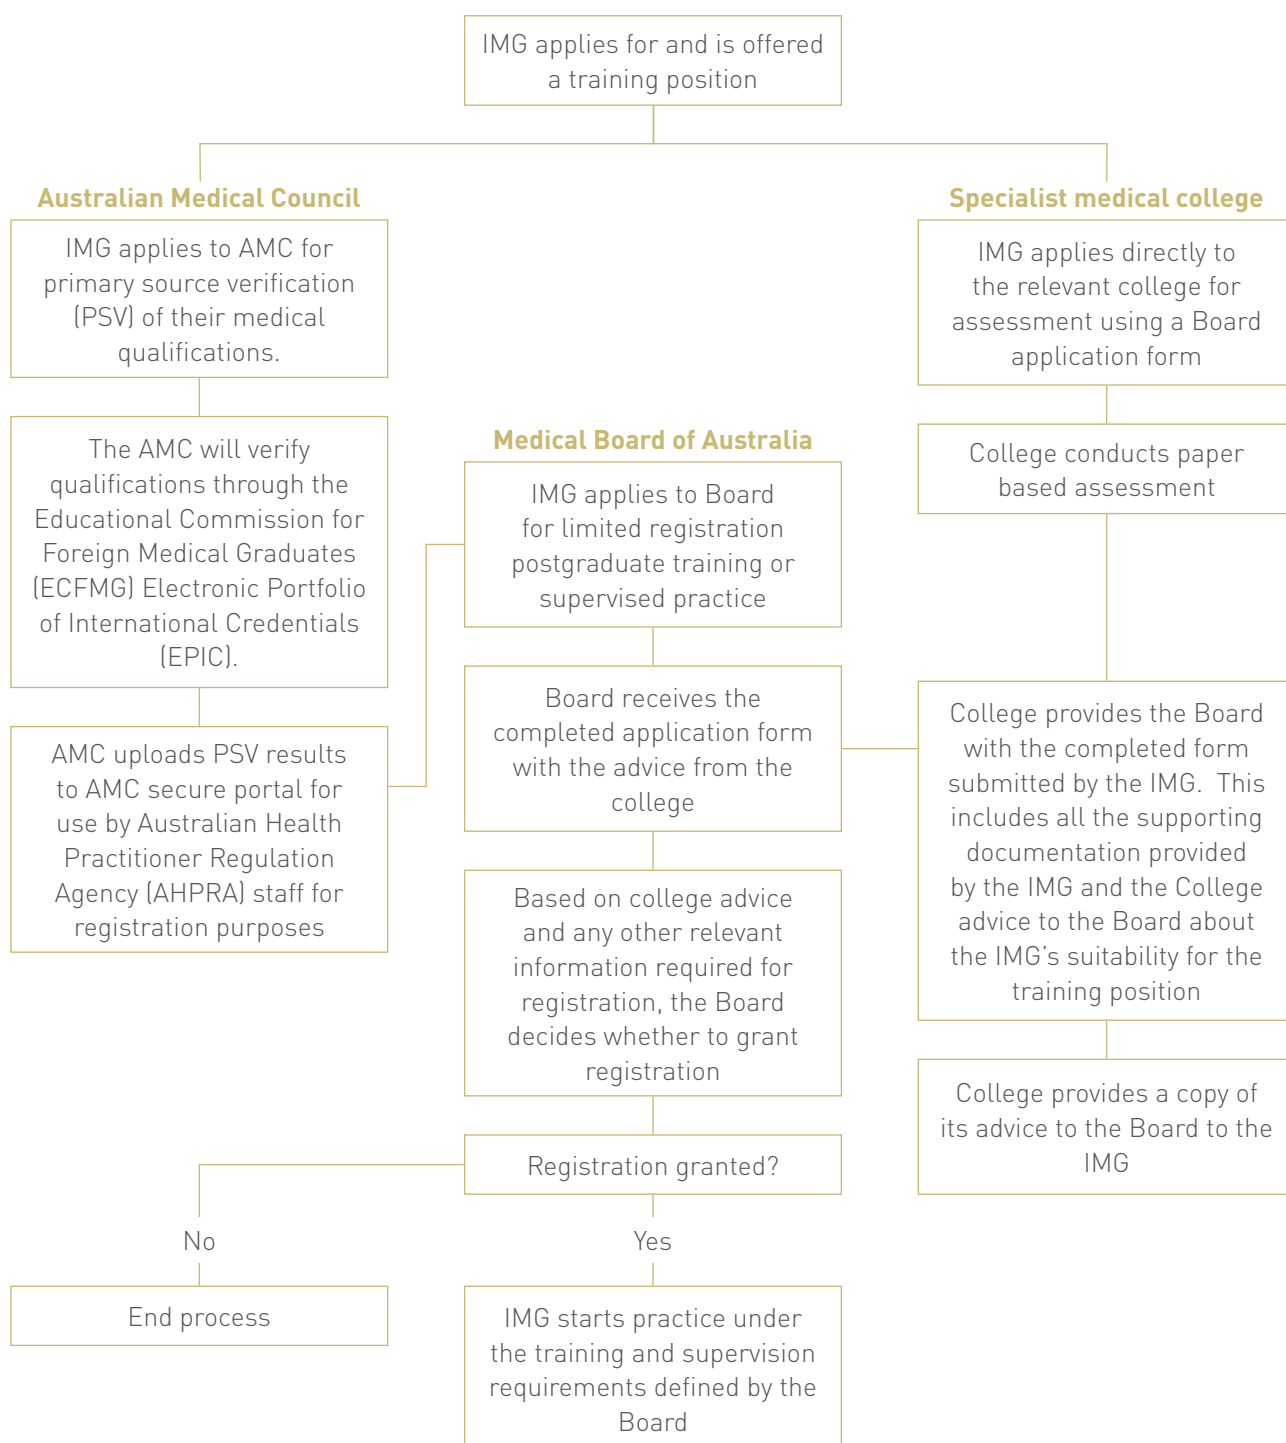 IMG applies for and is offered
a training position
Australian Medical Council
IMG applies to AMC for
primary source verification
(PSV) of their medical
qualifications.
The AMC will verify
qualifications through the
Educational Commission for
Foreign Medical Graduates
(ECFMG) Electronic Portfolio
of International Credentials
(EPIC).
AMC uploads PSV results
to AMC secure portal for
use by Australian Health
Practitioner Regulation
Agency (AHPRA) staff for
registration purposes
Medical Board of Australia
IMG applies to Board
for limited registration
postgraduate training or
supervised practice
Board receives the
completed application form
with the advice from the
college
Based on college advice
and any other relevant
information required for
registration, the Board
decides whether to grant
registration
Registration granted?
No
End process
Yes
IMG starts practice under
the training and supervision
requirements defined by the
Board
Specialist medical college
IMG applies directly to
the relevant college for
assessment using a Board
application form
College conducts paper
based assessment
College provides the Board
with the completed form
submitted by the IMG.  This
includes all the supporting
documentation provided
by the IMG and the College
advice to the Board about
the IMG’s suitability for the
training position
College provides a copy of
its advice to the Board to the
IMG